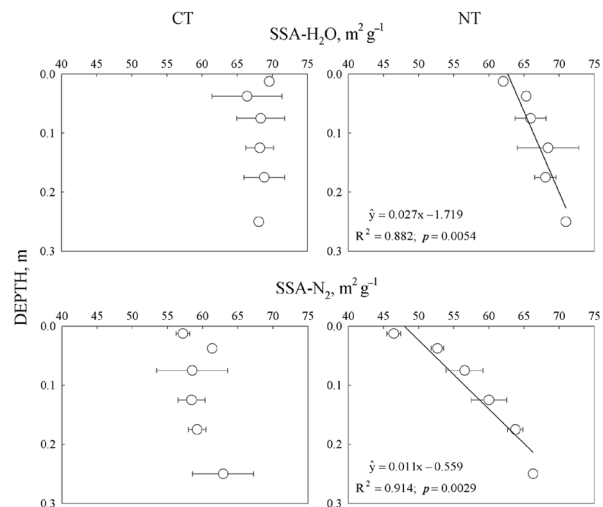 CT NT
SSA-H₂O, m² g⁻¹
40 45 50 55 60 65 70 75 40 45 50 55 60 65 70 75
0.0 0.0
0.1 0.1
0.2 0.2
0.3 0.3
ŷ = 0.027x − 1.719
R² = 0.882; p = 0.0054
DEPTH, m
SSA-N₂, m² g⁻¹
40 45 50 55 60 65 70 75 40 45 50 55 60 65 70 75
0.0 0.0
0.1 0.1
0.2 0.2
0.3 0.3
ŷ = 0.011x − 0.559
R² = 0.914; p = 0.0029